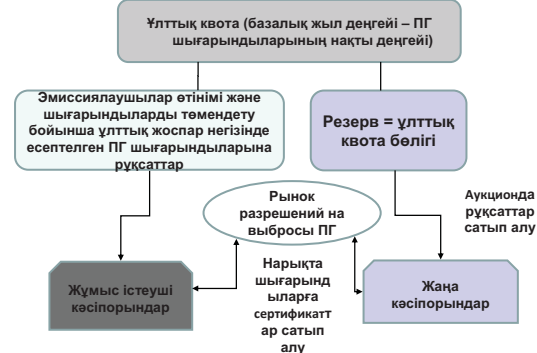 Ұлттық квота (базалық жыл деңгейі – ПГ
шығарындыларының нақты деңгейі)
Эмиссиялаушылар өтінімі және
шығарындыларды төмендету
бойынша ұлттық жоспар негізінде
есептелген ПГ шығарындыларына
рұқсаттар
Резерв = ұлттық
квота бөлігі
Рынок
разрешений на
выбросы ПГ
Аукционда
рұқсаттар
сатып алу
Жұмыс істеуші
кәсіпорындар
Нарықта
шығарынд
ыларға
сертификатт
ар сатып
алу
Жаңа
кәсіпорындар